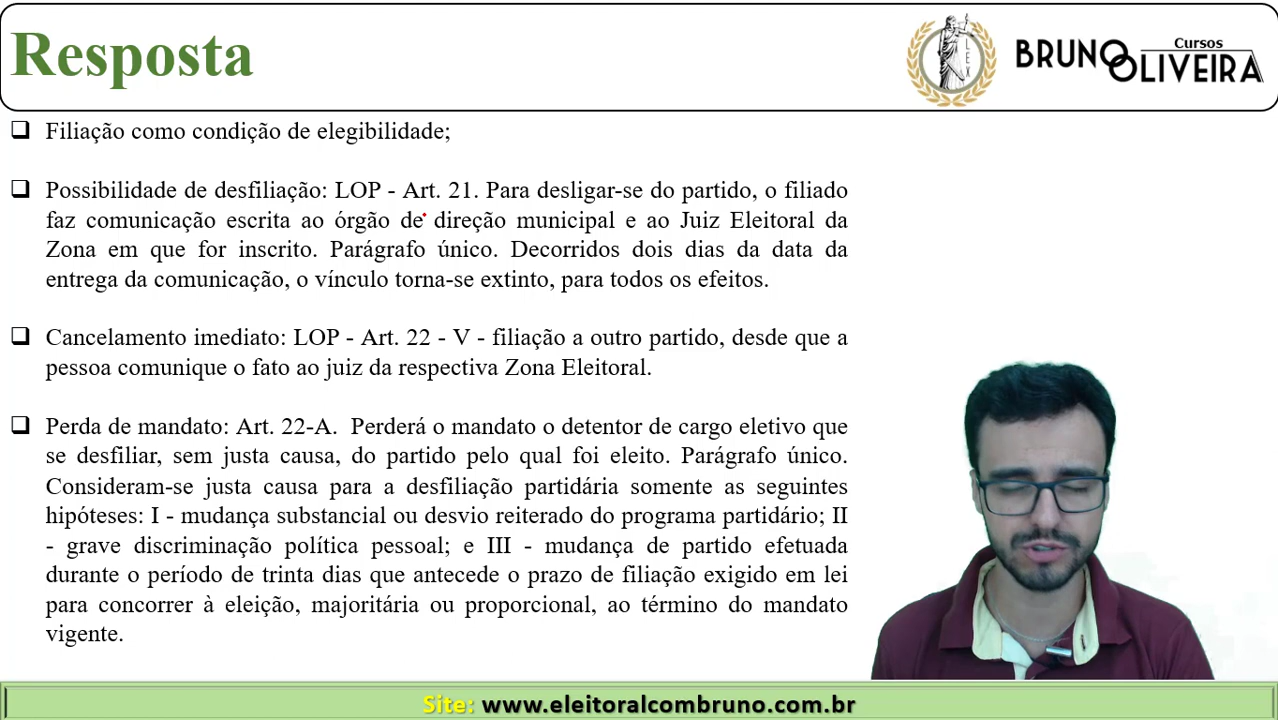 Resposta
Cursos
BRUNO
OLIVEIRA
LEX
Filiação como condição de elegibilidade;
Possibilidade de desfiliação: LOP - Art. 21. Para desligar-se do partido, o filiado
faz comunicação escrita ao órgão de direção municipal e ao Juiz Eleitoral da
Zona em que for inscrito. Parágrafo único. Decorridos dois dias da data da
entrega da comunicação, o vínculo torna-se extinto, para todos os efeitos.
Cancelamento imediato: LOP - Art. 22 - V - filiação a outro partido, desde que a
pessoa comunique o fato ao juiz da respectiva Zona Eleitoral.
Perda de mandato: Art. 22-A. Perderá o mandato o detentor de cargo eletivo que
se desfiliar, sem justa causa, do partido pelo qual foi eleito. Parágrafo único.
Consideram-se justa causa para a desfiliação partidária somente as seguintes
hipóteses: I - mudança substancial ou desvio reiterado do programa partidário; II
- grave discriminação política pessoal; e III - mudança de partido efetuada
durante o período de trinta dias que antecede o prazo de filiação exigido em lei
para concorrer à eleição, majoritária ou proporcional, ao término do mandato
vigente.
Site: www.eleitoralcombruno.com.br